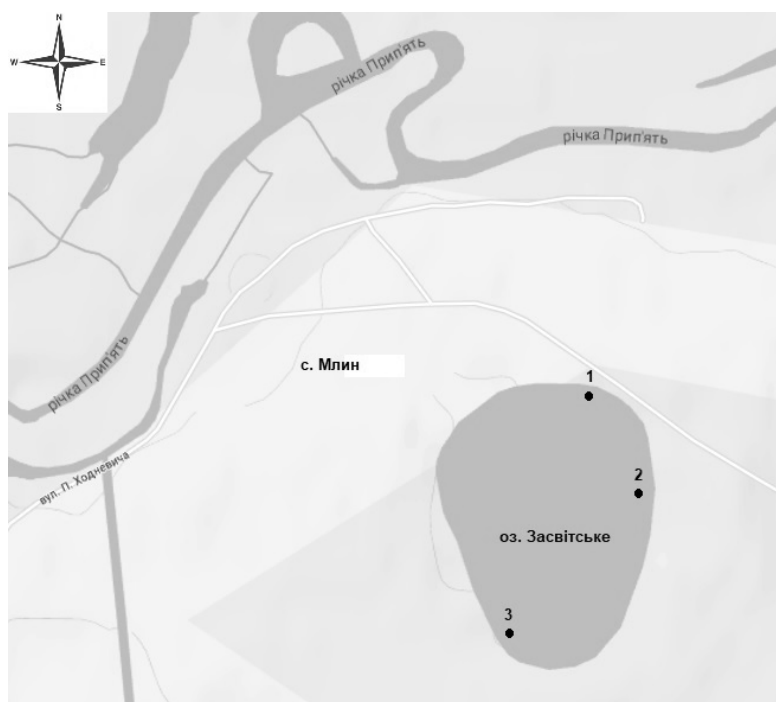 N
W E
S
річка Прип'ять
річка Прип'ять
річка Прип'ять
с. Млин
1
вул. П. Ходневича
2
оз. Засвітське
3